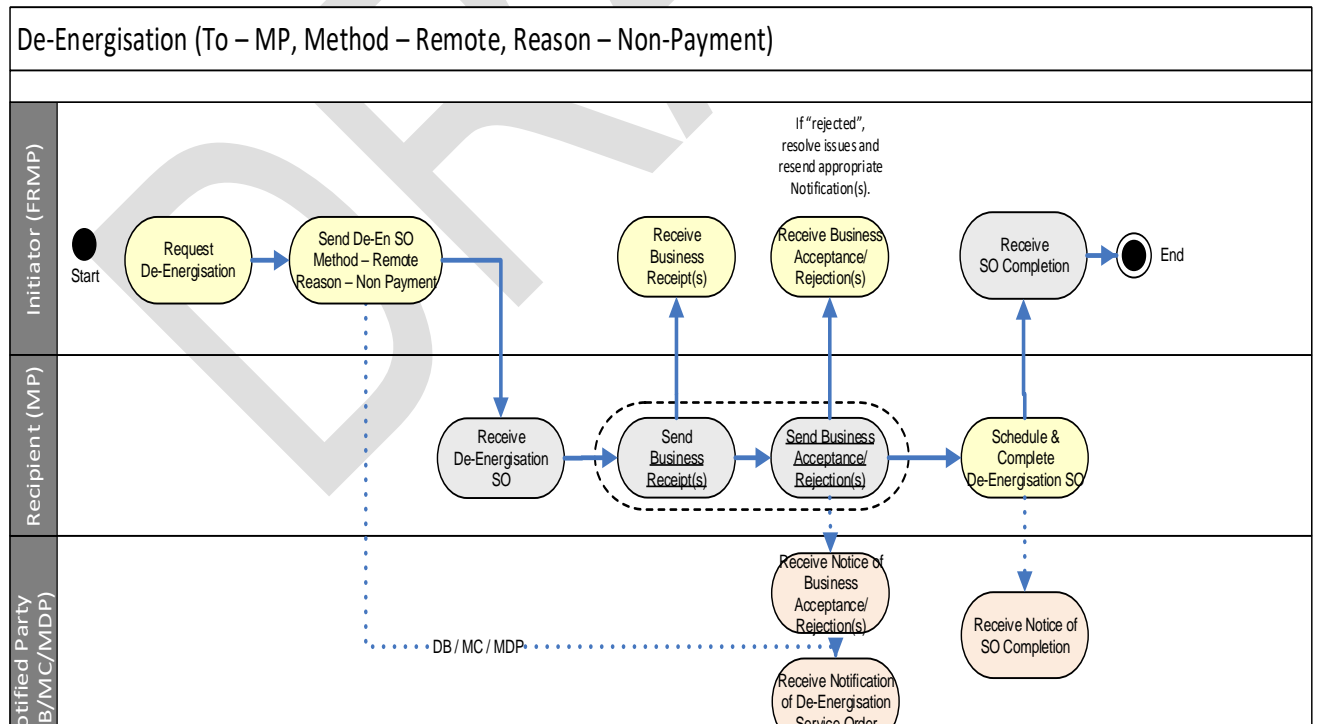 De-Energisation (To – MP, Method – Remote, Reason – Non-Payment)
Initiator (FRMP)
If “rejected”,
resolve issues and
resend appropriate
Notification(s).
Start
Request
De-Energisation
Send De-En SO
Method – Remote
Reason – Non Payment
Receive
Business
Receipt(s)
Receive Business
Acceptance/
Rejection(s)
Receive
SO Completion
End
Recipient (MP)
Receive
De-Energisation
SO
Send
Business
Receipt(s)
Send Business
Acceptance/
Rejection(s)
Schedule &
Complete
De-Energisation SO
Receive Notice of
Business
Acceptance/
Rejection(s)
Receive Notice of
SO Completion
DB / MC / MDP
Receive Notification
of De-Energisation
Service Order
Party
/MC/MDP)